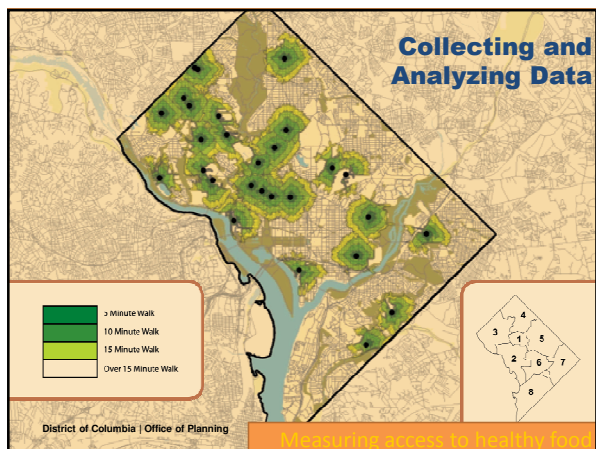 Collecting and
Analyzing Data
5 Minute Walk
10 Minute Walk
15 Minute Walk
Over 15 Minute Walk
4
3
1
5
2
6
7
8
District of Columbia | Office of Planning
Measuring access to healthy food